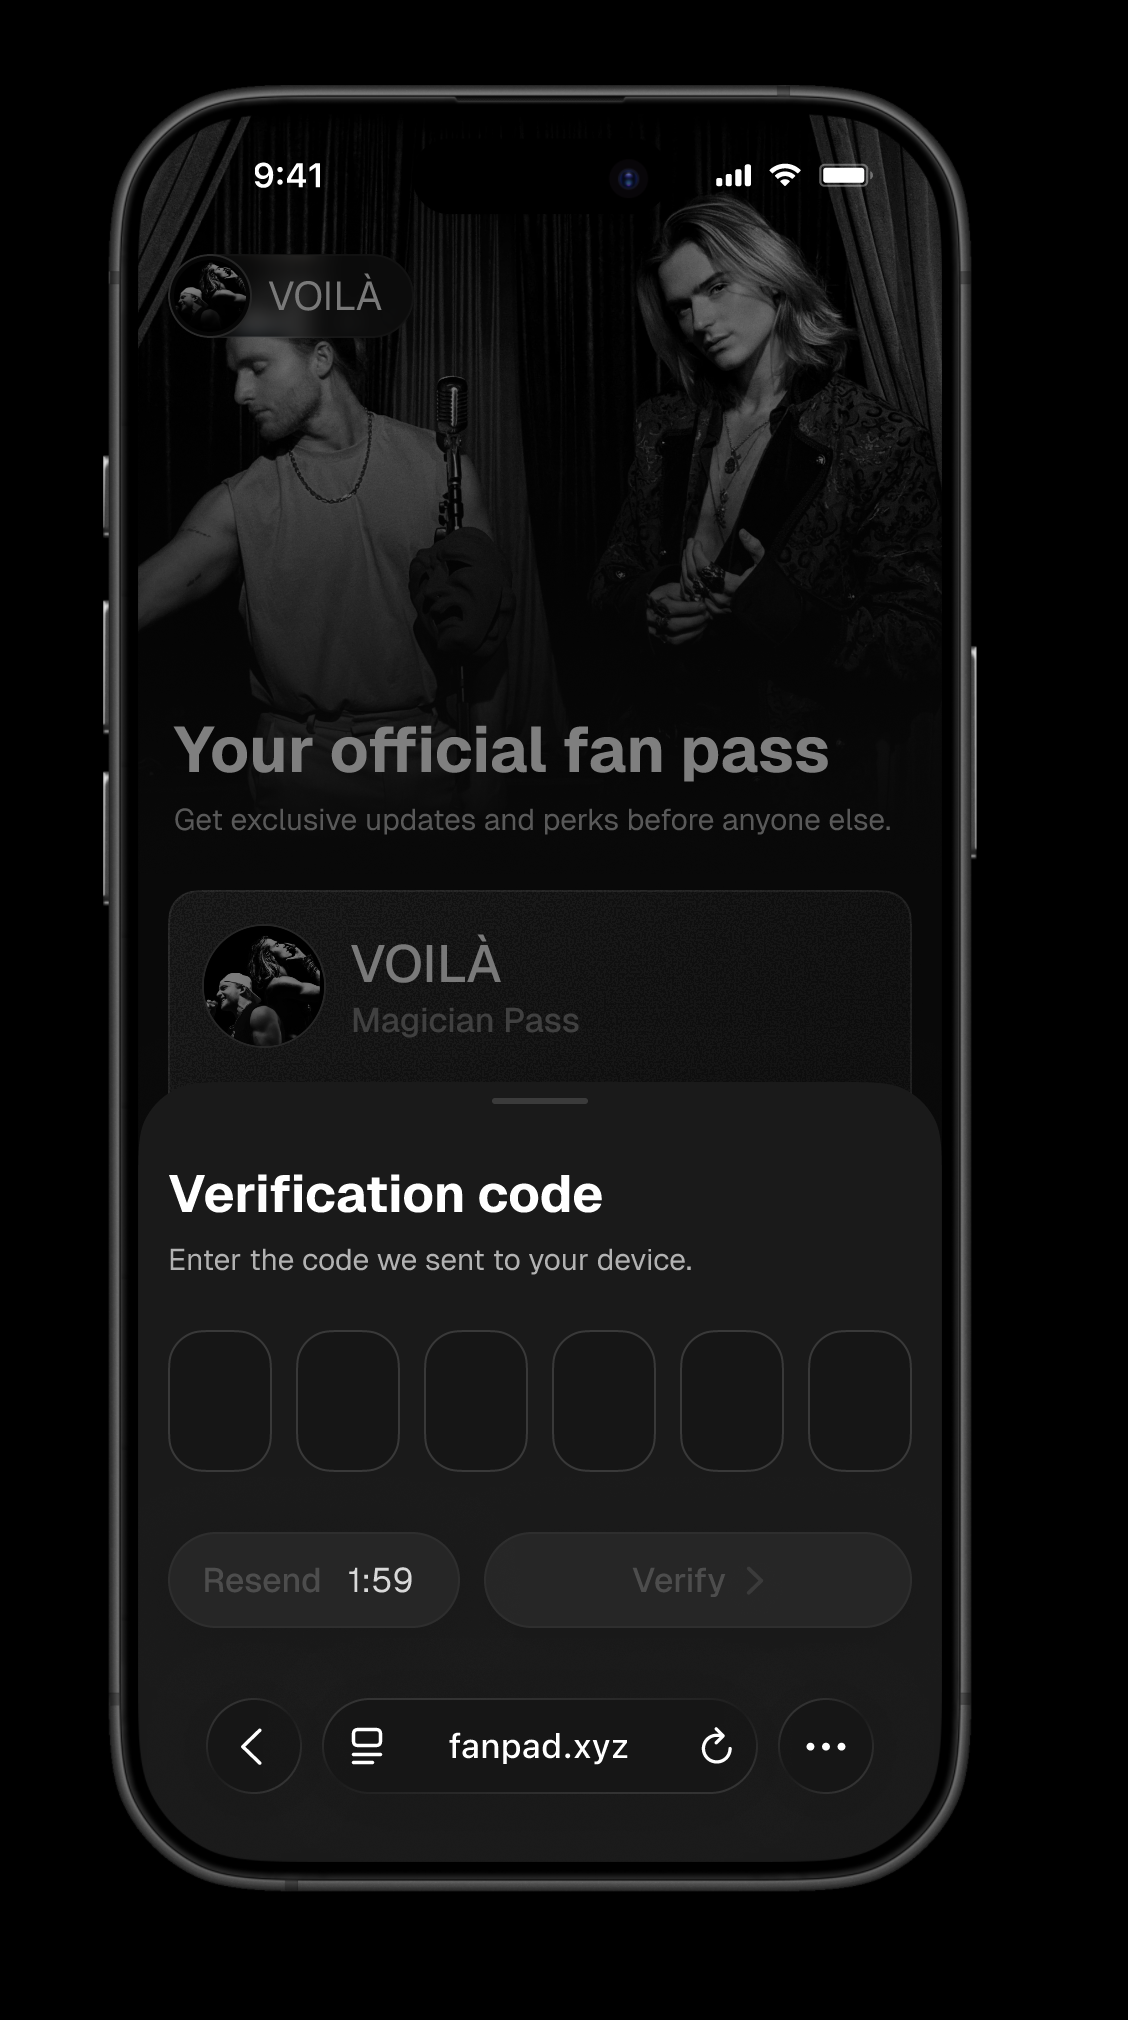 9:41
VOILÀ
Your official fan pass
Get exclusive updates and perks before anyone else.
VOILÀ
Magician Pass
Verification code
Enter the code we sent to your device.
Resend 1:59
Verify
fanpad.xyz